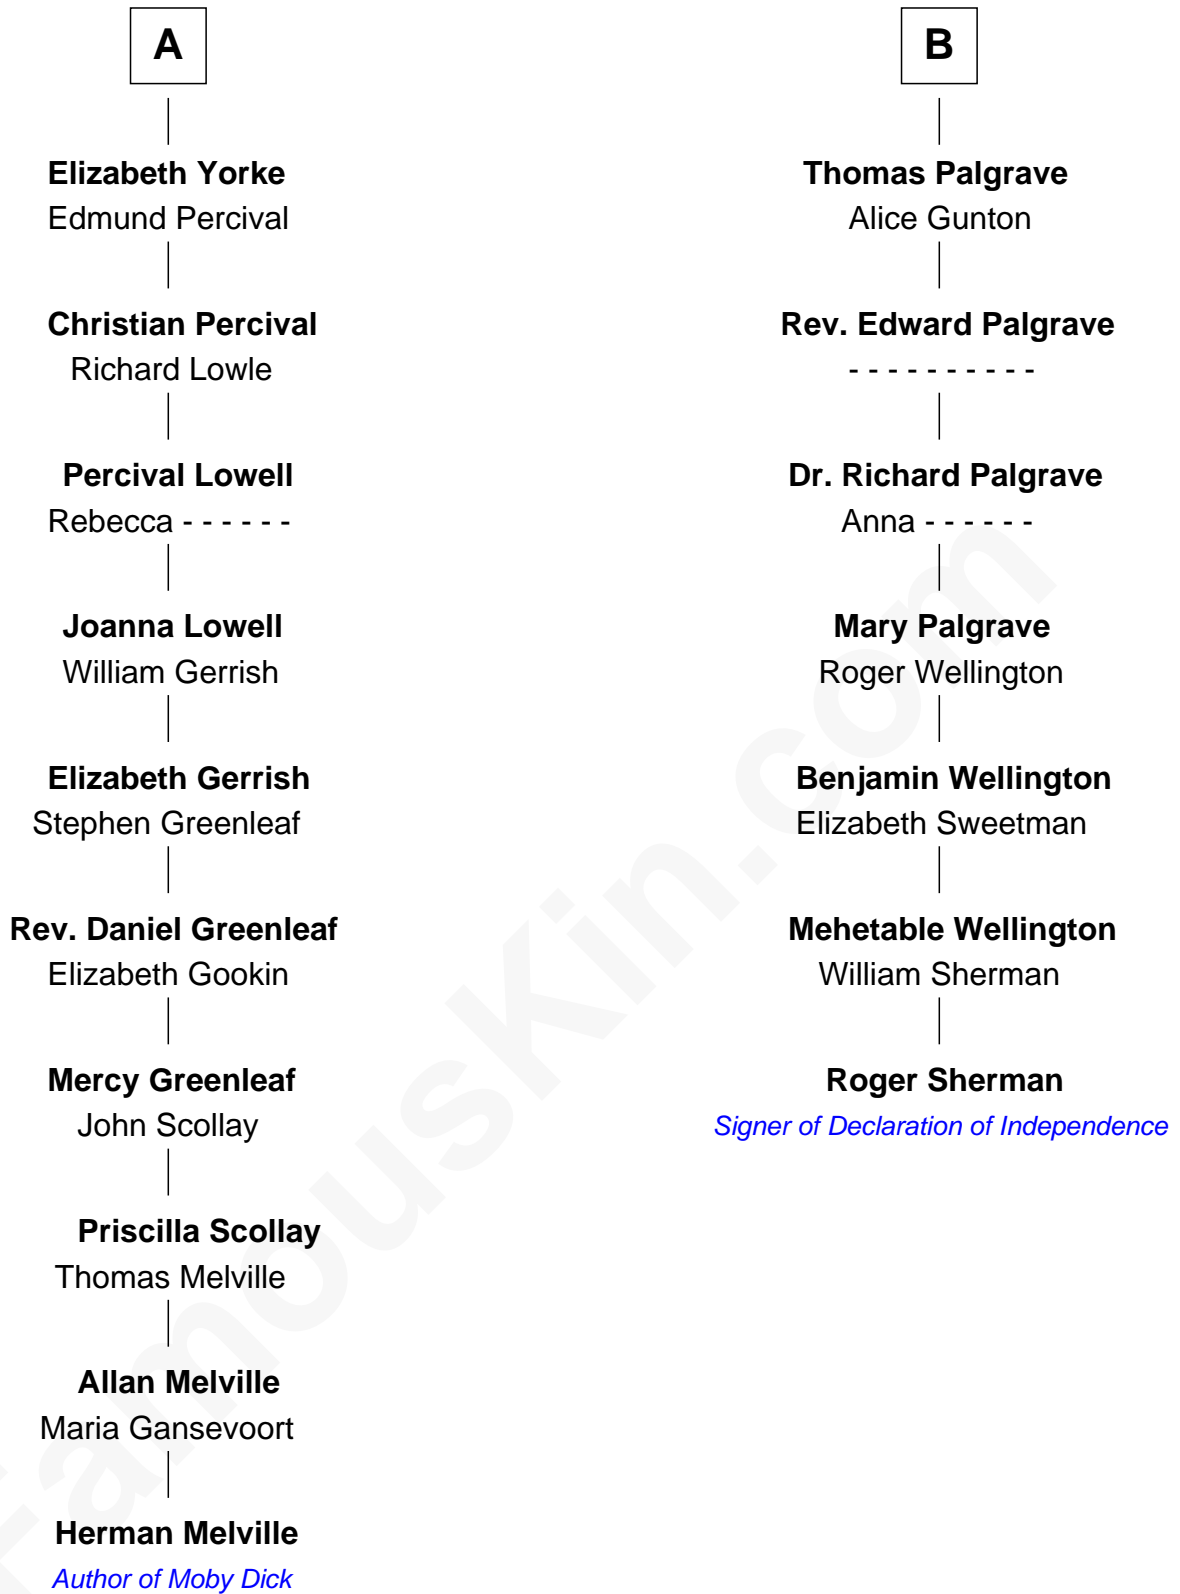 A
Elizabeth Yorke
Edmund Percival
Christian Percival
Richard Lowle
Percival Lowell
Rebecca - - - - - -
Joanna Lowell
William Gerrish
Elizabeth Gerrish
Stephen Greenleaf
Rev. Daniel Greenleaf
Elizabeth Gookin
Mercy Greenleaf
John Scollay
Priscilla Scollay
Thomas Melville
Allan Melville
Maria Gansevoort
Herman Melville
Author of Moby Dick
B
Thomas Palgrave
Alice Gunton
Rev. Edward Palgrave
- - - - - - - - - -
Dr. Richard Palgrave
Anna - - - - - -
Mary Palgrave
Roger Wellington
Benjamin Wellington
Elizabeth Sweetman
Mehetable Wellington
William Sherman
Roger Sherman
Signer of Declaration of Independence
FamousKin.com